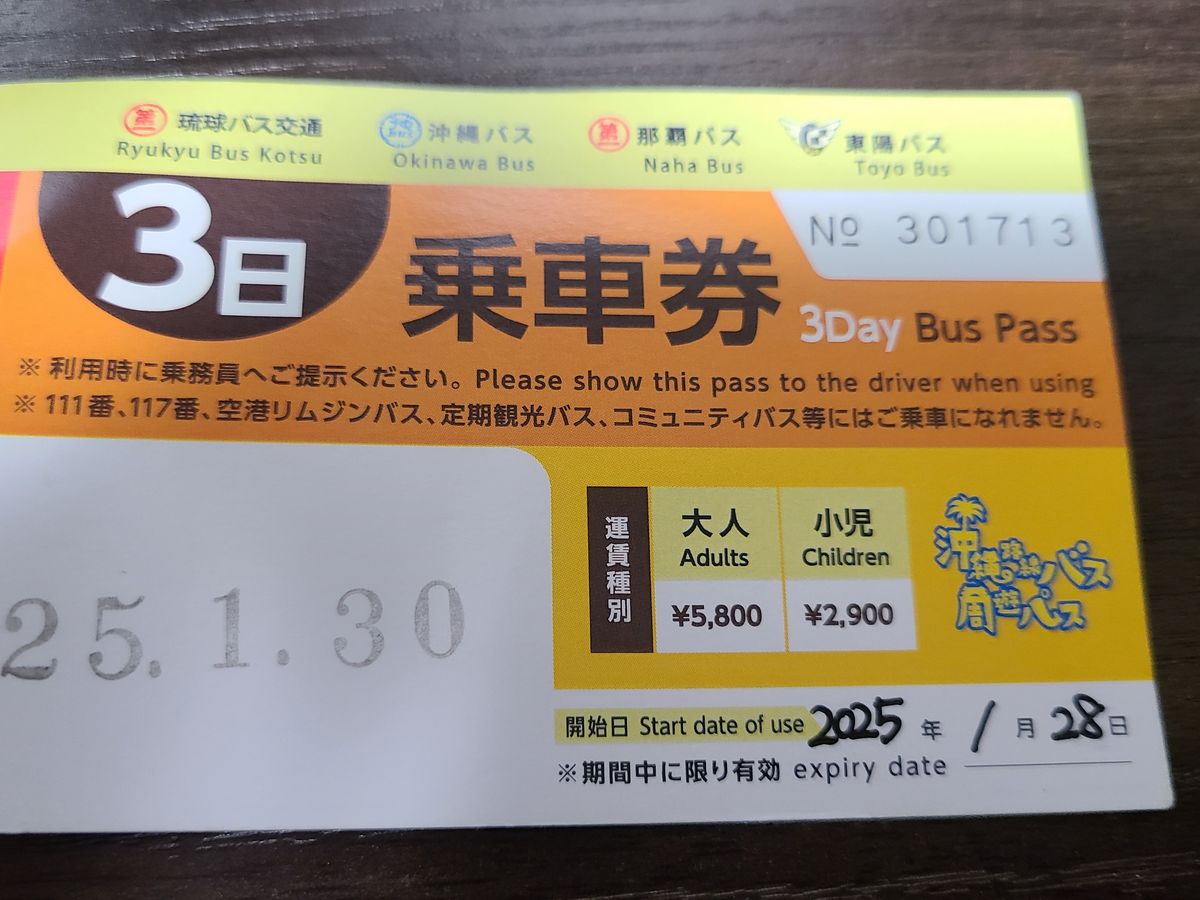 琉球バス交通 沖縄バス 那覇バス 東陽バス
Ryukyu Bus Kotsu Okinawa Bus Naha Bus Toyo Bus
№ 301713
3日 乗車券 3Day Bus Pass
※ 利用時に乗務員へご提示ください。 Please show this pass to the driver when using
※ 111番、117番、空港リムジンバス、定期観光バス、コミュニティバス等にはご乗車になれません。
運賃種別
大人 小児
Adults Children
¥5,800 ¥2,900
沖縄路線バス
周遊パス
25.1.30
開始日 Start date of use 2025 年 1 月 28 日
※期間中に限り有効 expiry date